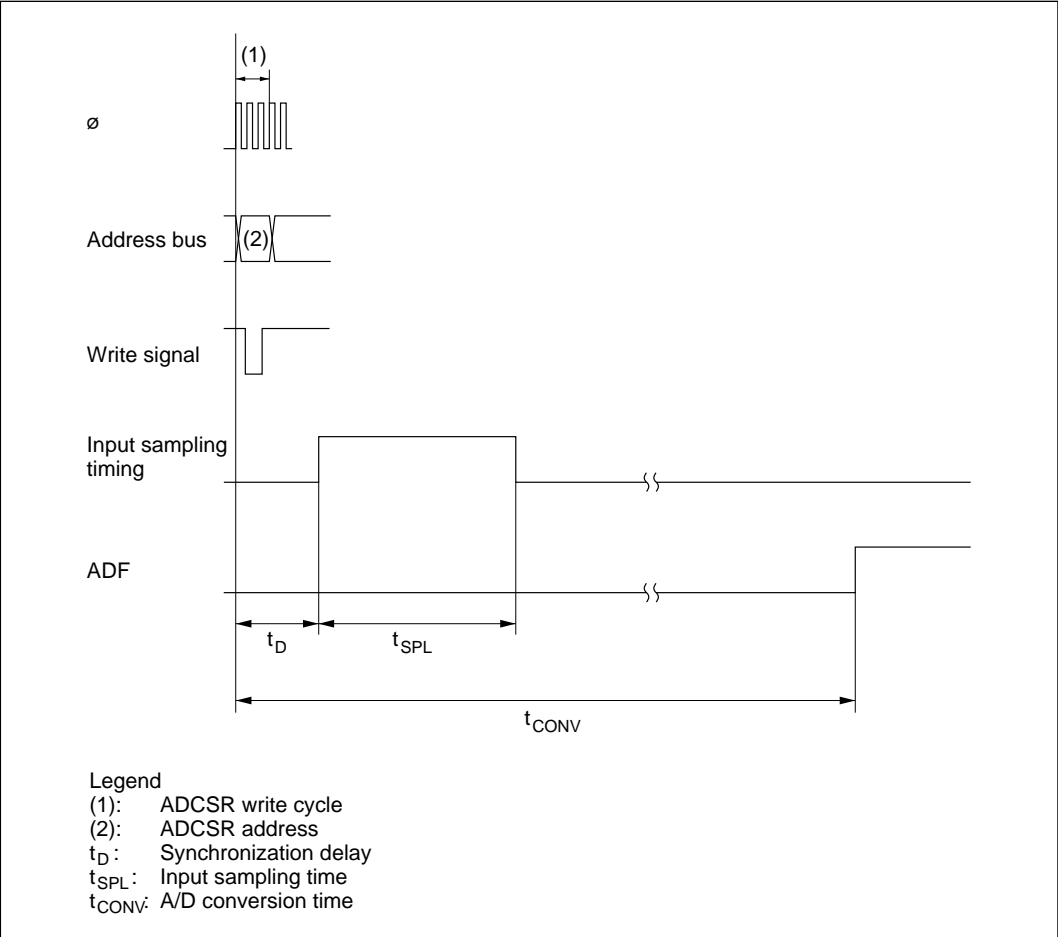 (1)
ø
Address bus
(2)
Write signal
Input sampling
timing
ADF
tD
tSPL
tCONV
Legend
(1): ADCSR write cycle
(2): ADCSR address
tD : Synchronization delay
tSPL: Input sampling time
tCONV: A/D conversion time